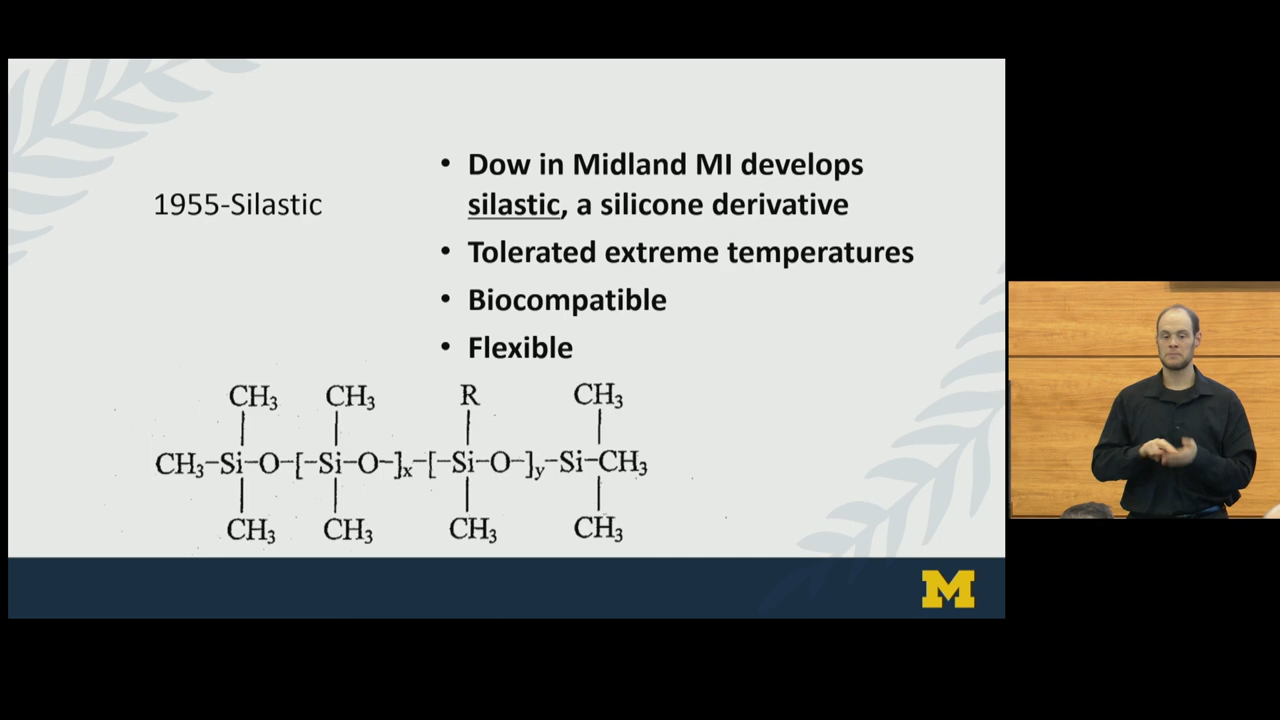 1955-Silastic
• Dow in Midland MI develops
silastic, a silicone derivative
• Tolerated extreme temperatures
• Biocompatible
• Flexible
CH₃ CH₃ R CH₃
CH₃-Si-O-[-Si-O-]ₓ-[-Si-O-]ᵧ-Si-CH₃
CH₃ CH₃ CH₃ CH₃
M